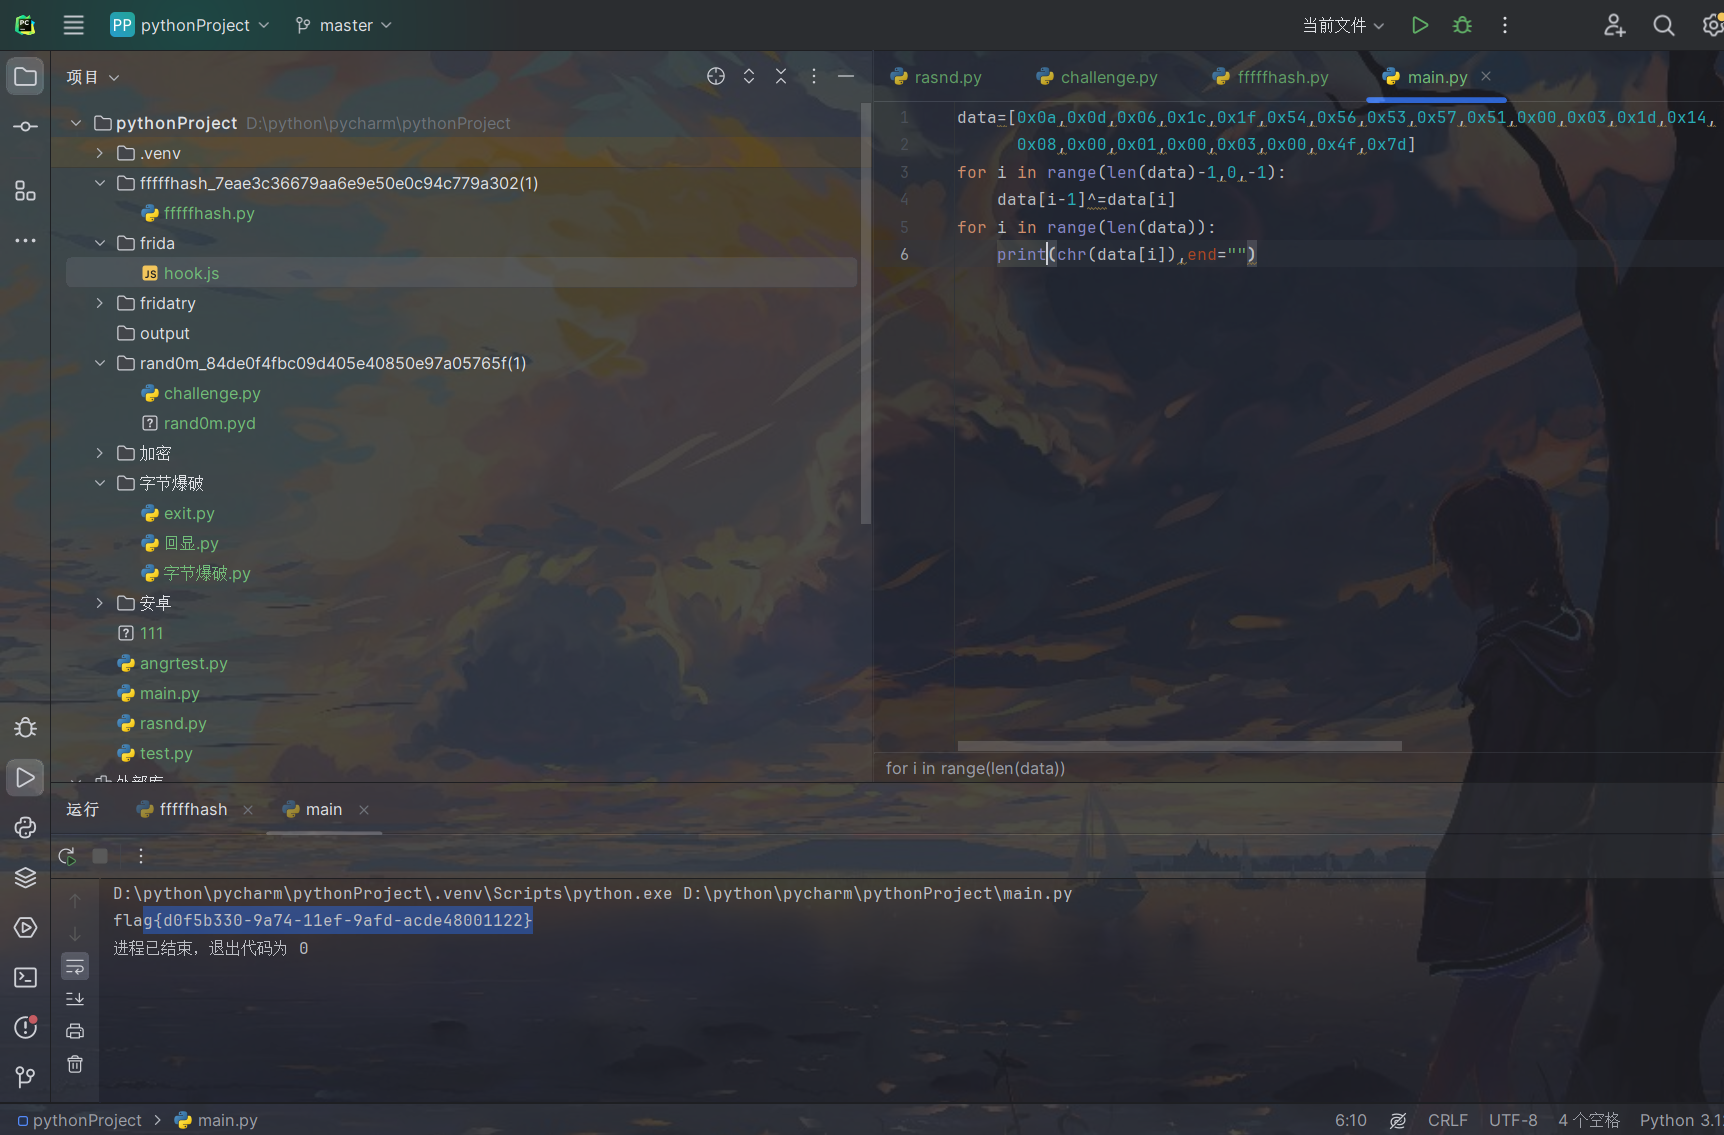 PC
PP pythonProject master 当前文件
项目
rasnd.py challenge.py fffffhash.py main.py
pythonProject D:\python\pycharm\pythonProject
.venv
fffffhash_7eae3c36679aa6e9e50e0c94c779a302(1)
fffffhash.py
frida
JS hook.js
fridatry
output
rand0m_84de0f4fbc09d405e40850e97a05765f(1)
challenge.py
? rand0m.pyd
加密
字节爆破
exit.py
回显.py
字节爆破.py
安卓
? 111
angrtest.py
main.py
rasnd.py
test.py
外部库
1 data=[0x0a,0x0d,0x06,0x1c,0x1f,0x54,0x56,0x53,0x57,0x51,0x00,0x03,0x1d,0x14,
2 0x08,0x00,0x01,0x00,0x03,0x00,0x4f,0x7d]
3 for i in range(len(data)-1,0,-1):
4 data[i-1]^=data[i]
5 for i in range(len(data)):
6 print(chr(data[i]),end="")
for i in range(len(data))
运行 fffffhash main
D:\python\pycharm\pythonProject\.venv\Scripts\python.exe D:\python\pycharm\pythonProject\main.py
flag{d0f5b330-9a74-11ef-9afd-acde48001122}
进程已结束，退出代码为 0
pythonProject main.py
6:10 CRLF UTF-8 4 个空格 Python 3.1